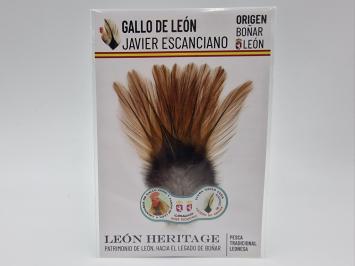 GALLO DE LEÓN
JAVIER ESCANCIANO
ORIGEN
BOÑAR
LEÓN
LEÓN HERITAGE
PATRIMONIO DE LEÓN, HACIA EL LEGADO DE BOÑAR
PESCA
TRADICIONAL
LEONESA